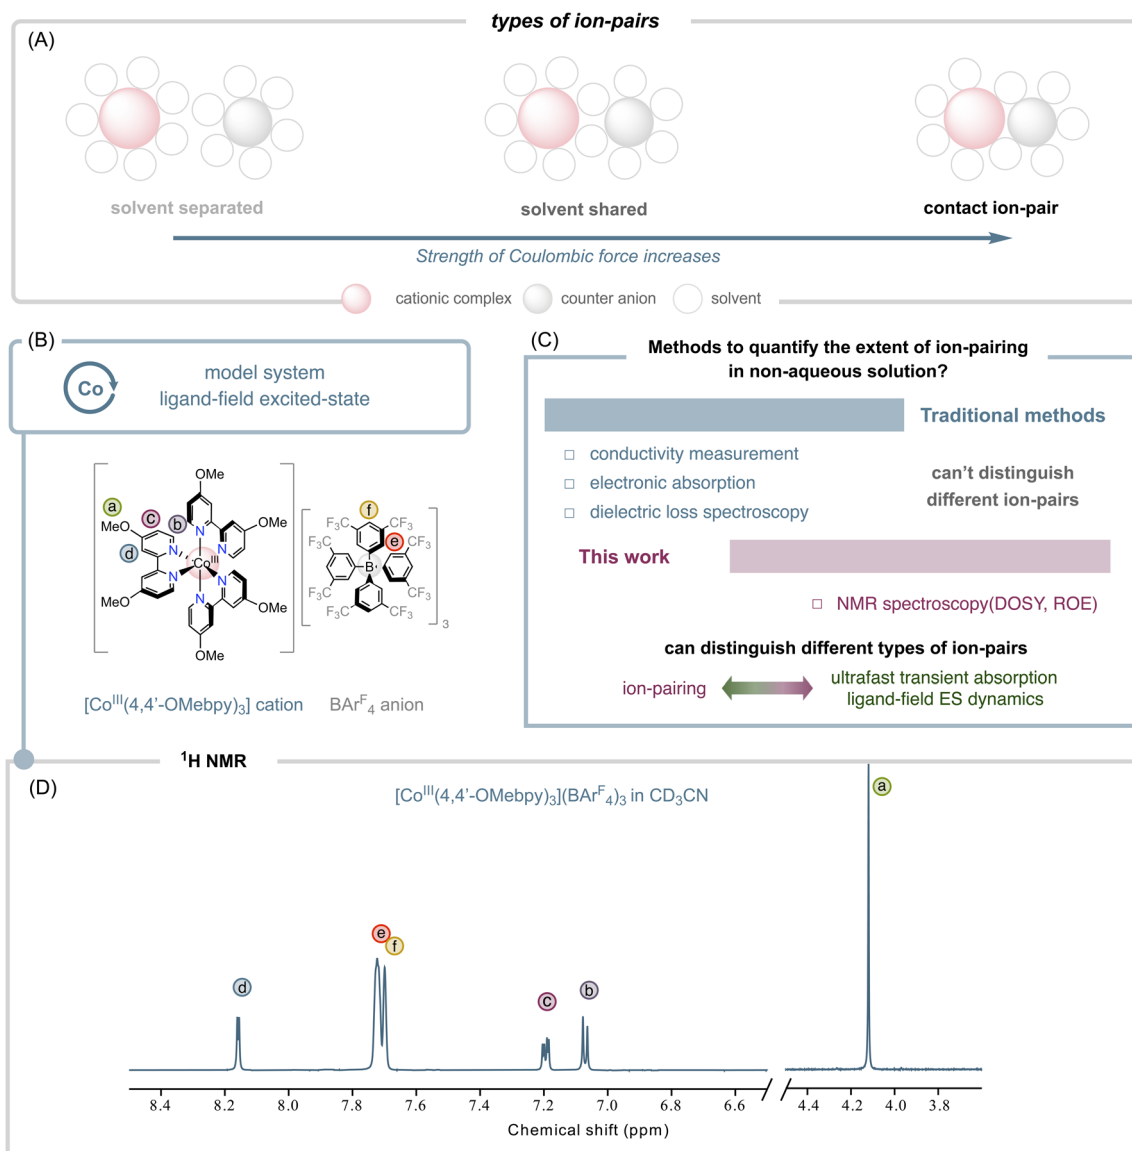 types of ion-pairs
(A)
solvent separated
solvent shared
contact ion-pair
Strength of Coulombic force increases
cationic complex
counter anion
solvent
(B)
Co
model system
ligand-field excited-state
OMe
a
c
b
MeO
OMe
d
N
N
N
N
N
N
Co^III
MeO
OMe
OMe
f
F3C
CF3
e
F3C
CF3
B
F3C
CF3
F3C
CF3
3
[Co^III(4,4'-OMebpy)3] cation
BAr^F4 anion
(C)
Methods to quantify the extent of ion-pairing
in non-aqueous solution?
Traditional methods
□ conductivity measurement
□ electronic absorption
□ dielectric loss spectroscopy
can't distinguish
different ion-pairs
This work
□ NMR spectroscopy(DOSY, ROE)
can distinguish different types of ion-pairs
ion-pairing
ultrafast transient absorption
ligand-field ES dynamics
^1H NMR
(D)
[Co^III(4,4'-OMebpy)3](BAr^F4)3 in CD3CN
a
e
f
d
c
b
8.4 8.2 8.0 7.8 7.6 7.4 7.2 7.0 6.8 6.6 4.4 4.2 4.0 3.8
Chemical shift (ppm)